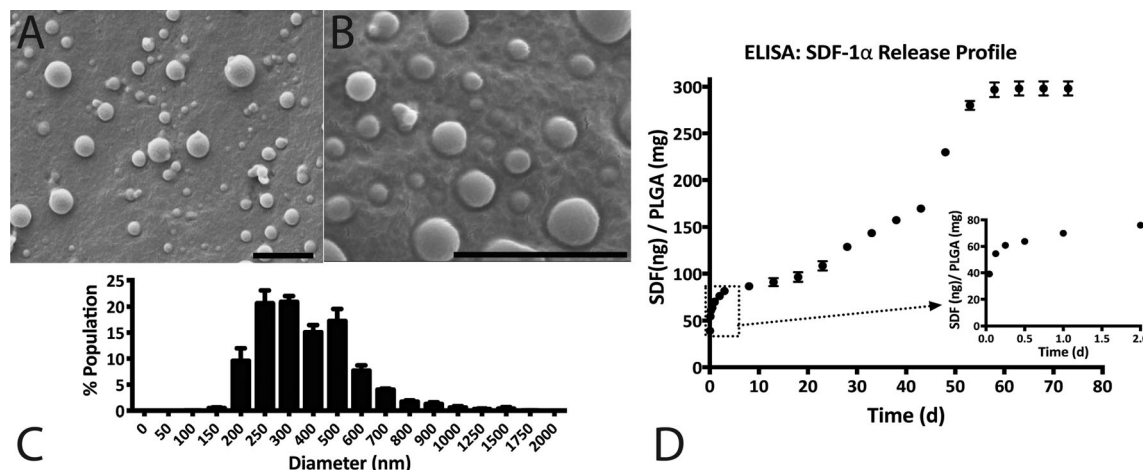 A
B
% Population
25
20
15
10
5
0
0 50 100 150 200 250 300 400 500 600 700 800 900 1000 1250 1500 1750 2000
Diameter (nm)
C
ELISA: SDF-1α Release Profile
SDF(ng) / PLGA (mg)
300
250
200
150
100
50
0
0 10 20 30 40 50 60 70 80
Time (d)
SDF (ng)/ PLGA (mg)
80
60
40
20
0
0.0 0.5 1.0 1.5 2.0
Time (d)
D